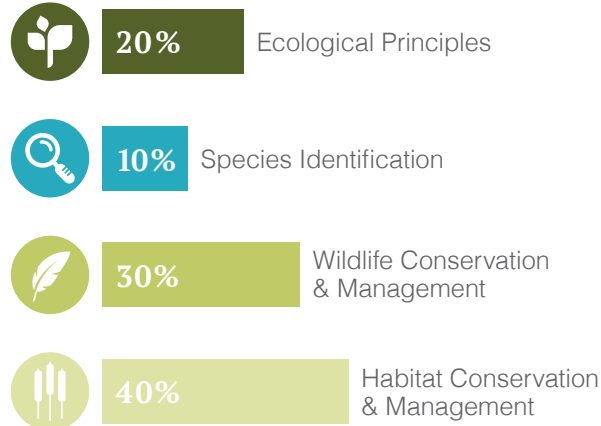 20%
Ecological Principles
10%
Species Identification
30%
Wildlife Conservation
& Management
40%
Habitat Conservation
& Management